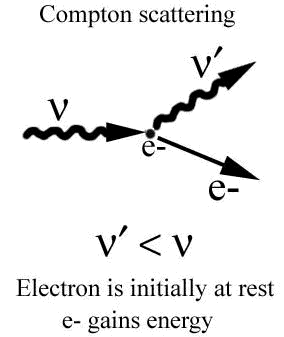 Compton scattering
ν′
ν
e-
e-
ν′ < ν
Electron is initially at rest
e- gains energy